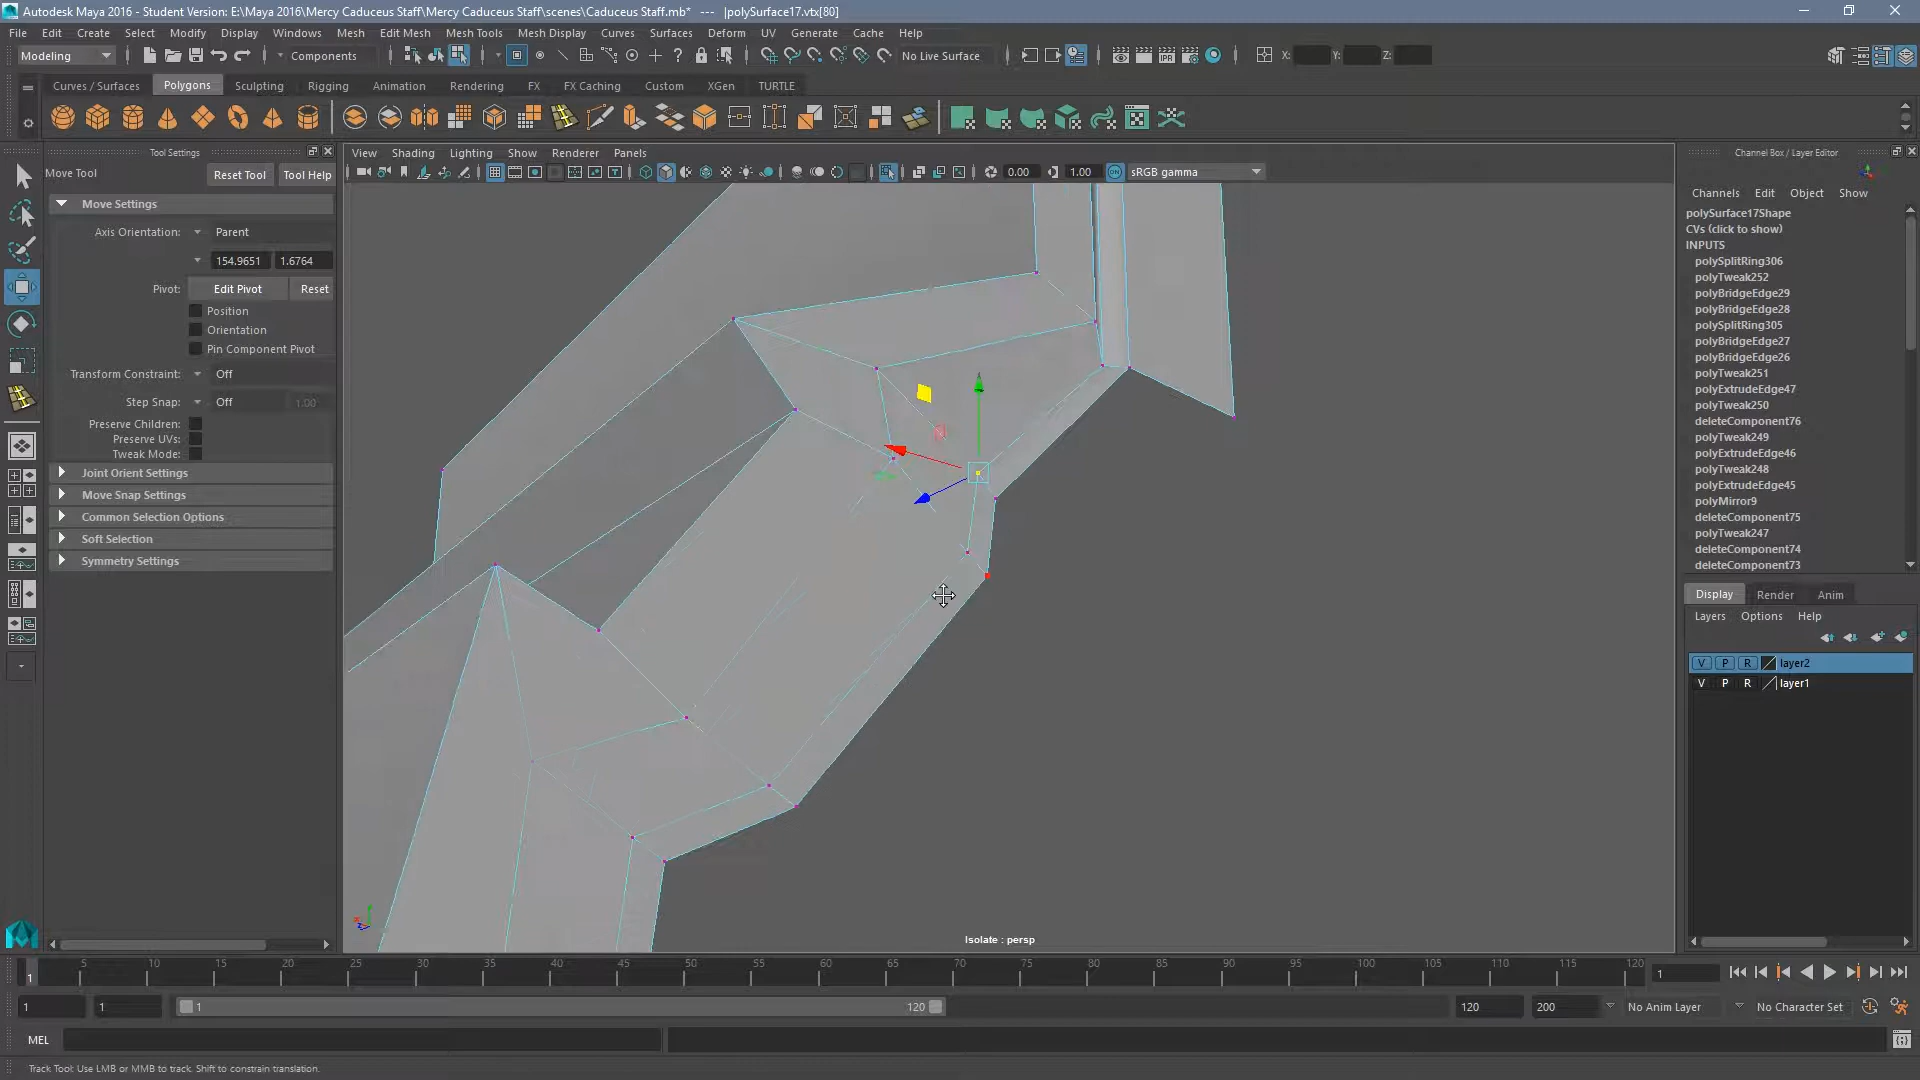 Autodesk Maya 2016 - Student Version: E:\Maya 2016\Mercy Caduceus Staff\Mercy Caduceus Staff\scenes\Caduceus Staff.mb* --- |polySurface17.vtx[80]
File Edit Create Select Modify Display Windows Mesh Edit Mesh Mesh Tools Mesh Display Curves Surfaces Deform UV Generate Cache Help
Modeling Components No Live Surface X: Y: Z:
Curves / Surfaces Polygons Sculpting Rigging Animation Rendering FX FX Caching Custom XGen TURTLE
Tool Settings
Move Tool Reset Tool Tool Help
Move Settings
Axis Orientation: Parent
154.9651 1.6764
Pivot: Edit Pivot Reset
Position
Orientation
Pin Component Pivot
Transform Constraint: Off
Step Snap: Off 1.00
Preserve Children:
Preserve UVs:
Tweak Mode:
Joint Orient Settings
Move Snap Settings
Common Selection Options
Soft Selection
Symmetry Settings
View Shading Lighting Show Renderer Panels
0.00 1.00 ON sRGB gamma
Isolate : persp
Channel Box / Layer Editor
Channels Edit Object Show
polySurface17Shape
CVs (click to show)
INPUTS
polySplitRing306
polyTweak252
polyBridgeEdge29
polyBridgeEdge28
polySplitRing305
polyBridgeEdge27
polyBridgeEdge26
polyTweak251
polyExtrudeEdge47
polyTweak250
deleteComponent76
polyTweak249
polyExtrudeEdge46
polyTweak248
polyExtrudeEdge45
polyMirror9
deleteComponent75
polyTweak247
deleteComponent74
deleteComponent73
Display Render Anim
Layers Options Help
V P R layer2
V P R layer1
1 5 10 15 20 25 30 35 40 45 50 55 60 65 70 75 80 85 90 95 100 105 110 115 120 1
1 1 1 120 120 200 No Anim Layer No Character Set
MEL
Track Tool: Use LMB or MMB to track. Shift to constrain translation.